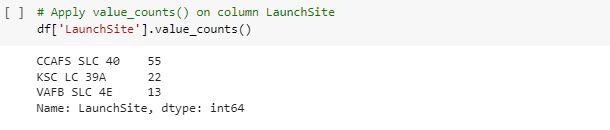 [ ] # Apply value_counts() on column LaunchSite
df['LaunchSite'].value_counts()
CCAFS SLC 40    55
KSC LC 39A      22
VAFB SLC 4E     13
Name: LaunchSite, dtype: int64